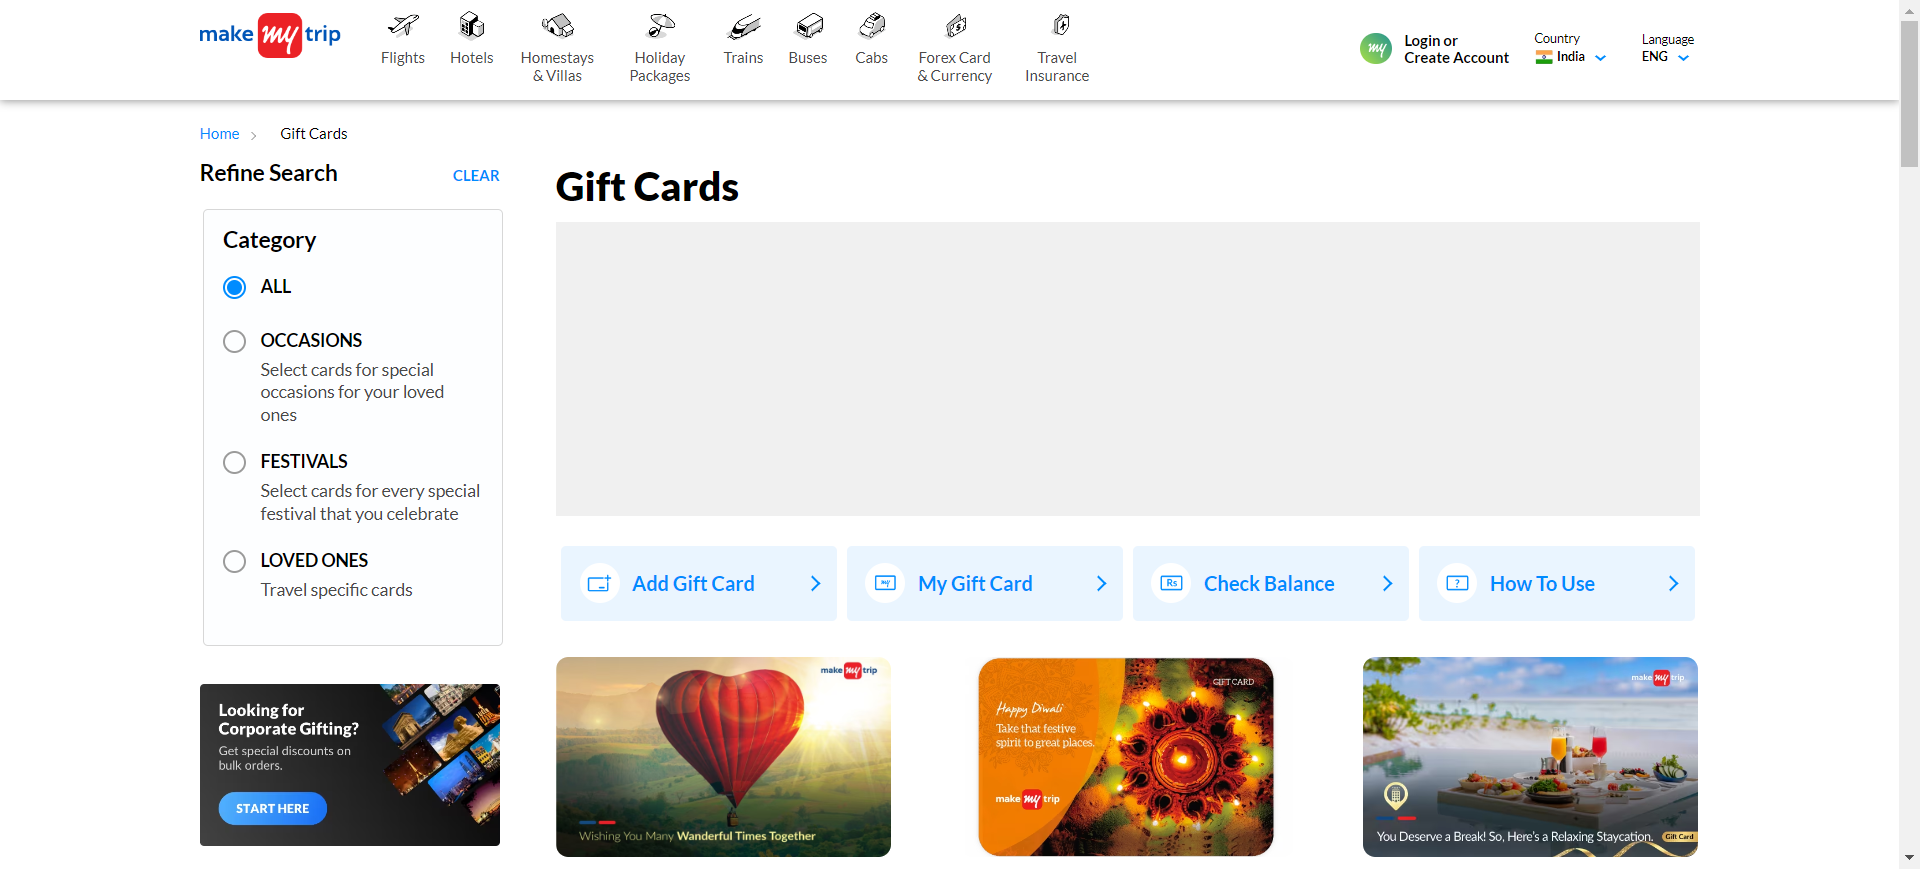 make my trip
Flights
Hotels
Homestays
& Villas
Holiday
Packages
Trains
Buses
Cabs
Forex Card
& Currency
Travel
Insurance
my
Login or
Create Account
Country
India
Language
ENG
Home
Gift Cards
Refine Search
CLEAR
Category
ALL
OCCASIONS
Select cards for special
occasions for your loved
ones
FESTIVALS
Select cards for every special
festival that you celebrate
LOVED ONES
Travel specific cards
Looking for
Corporate Gifting?
Get special discounts on
bulk orders.
START HERE
Gift Cards
Add Gift Card
my
My Gift Card
Rs
Check Balance
?
How To Use
make my trip
Wishing You Many Wanderful Times Together
GIFT CARD
Happy Diwali
Take that festive
spirit to great places.
make my trip
make my trip
You Deserve a Break! So, Here's a Relaxing Staycation.
Gift Card